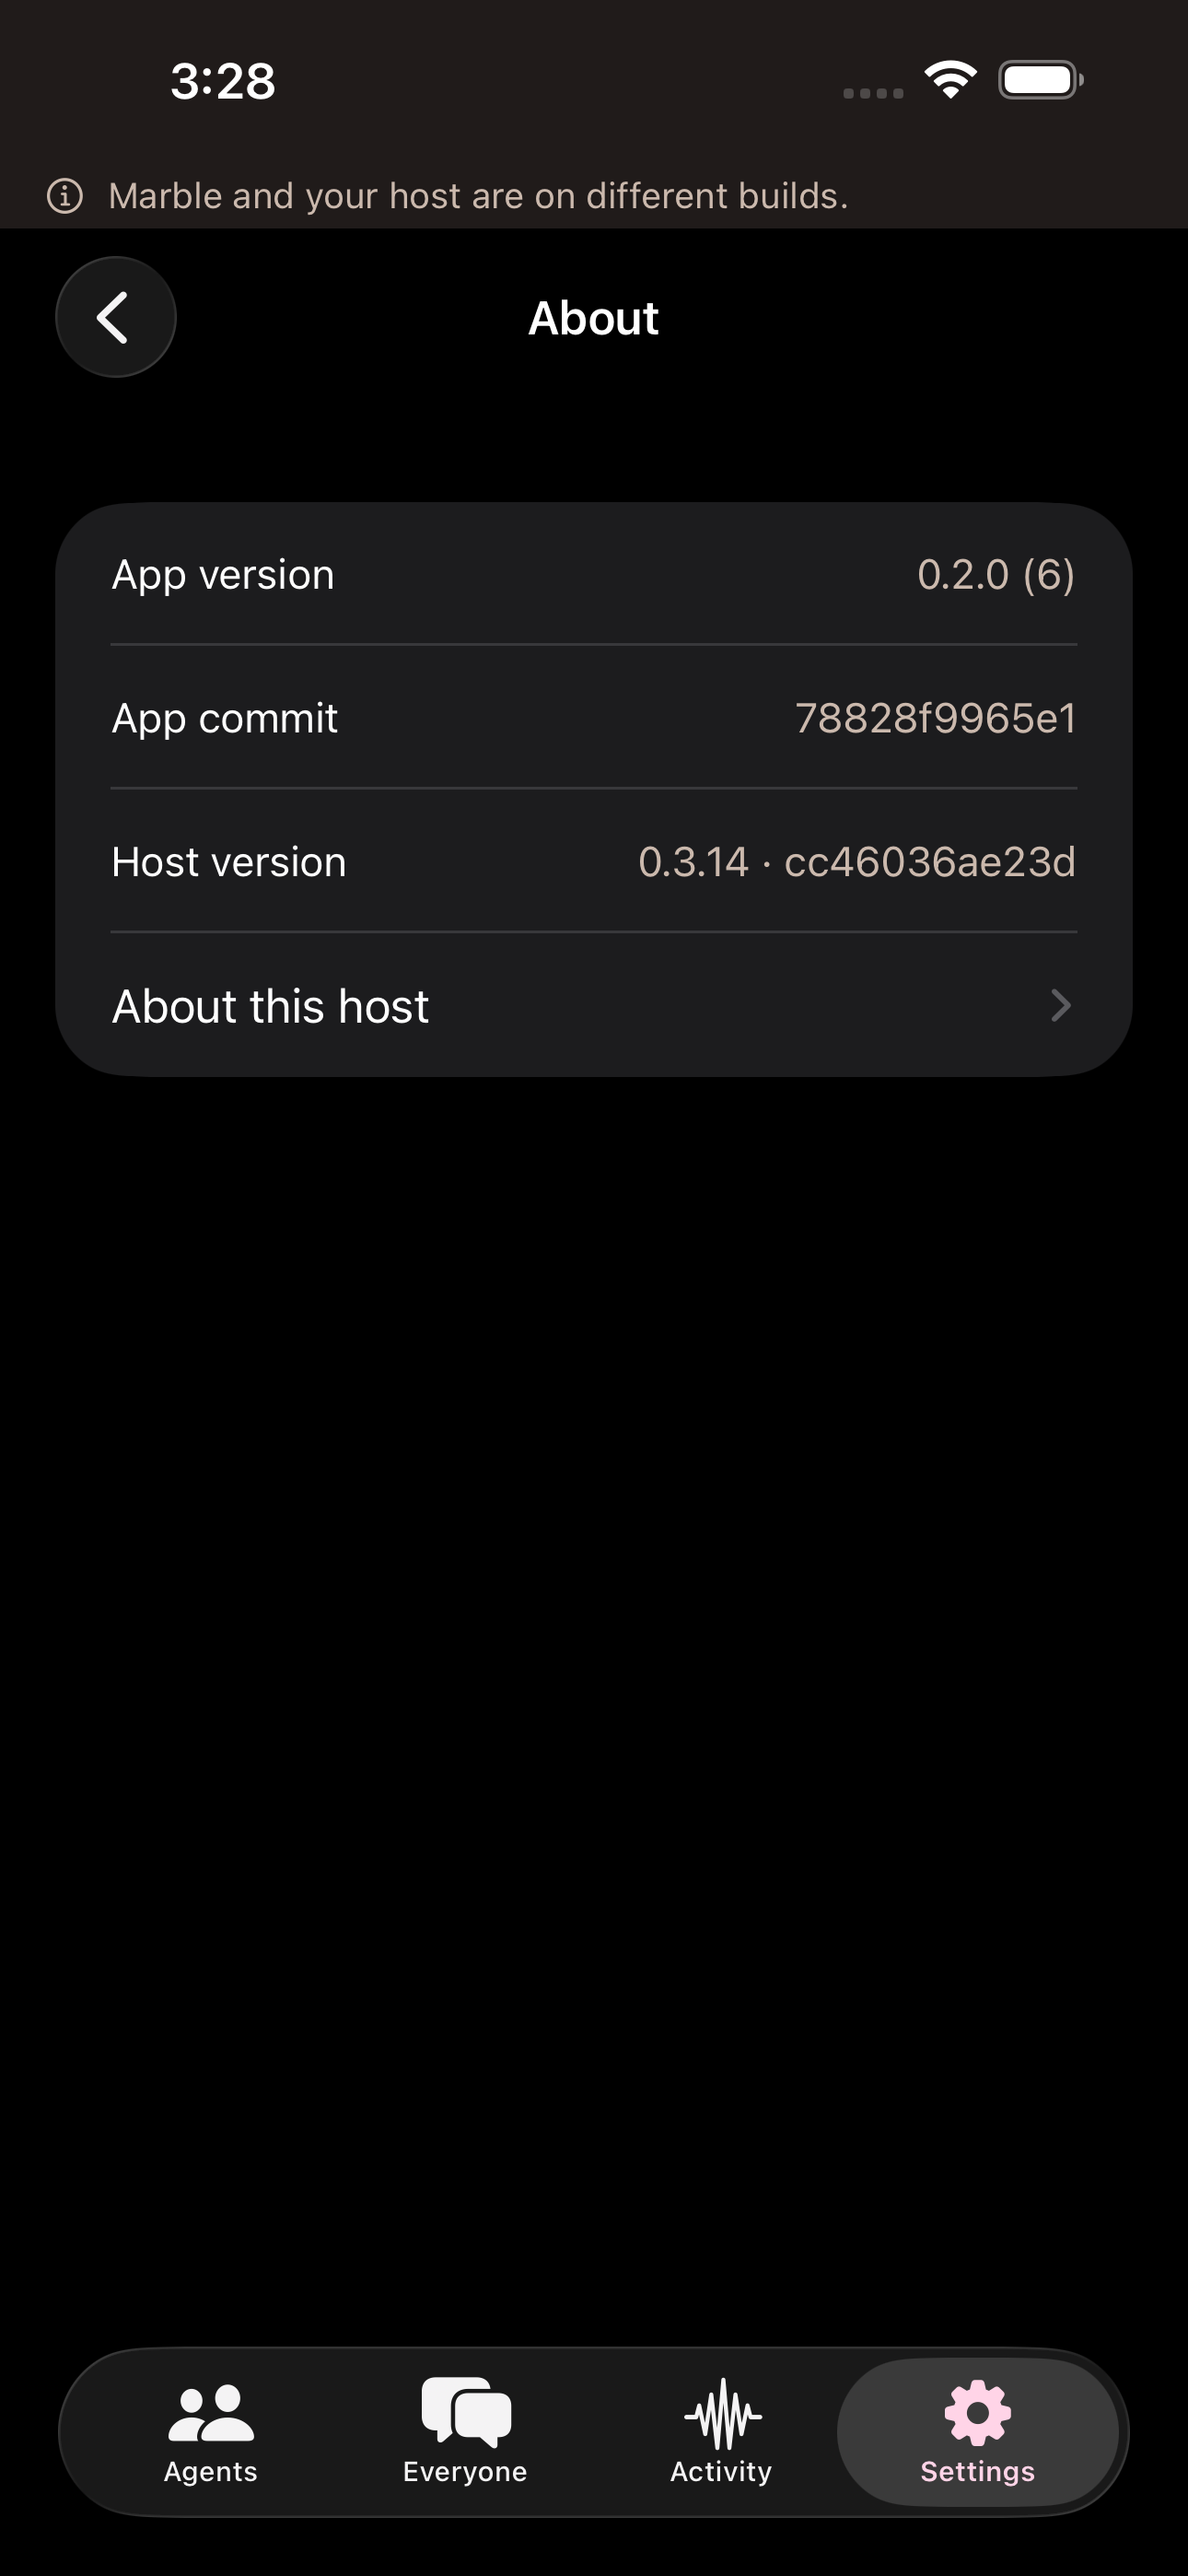 3:28
Marble and your host are on different builds.
About
App version 0.2.0 (6)
App commit 78828f9965e1
Host version 0.3.14 · cc46036ae23d
About this host
Agents Everyone Activity Settings